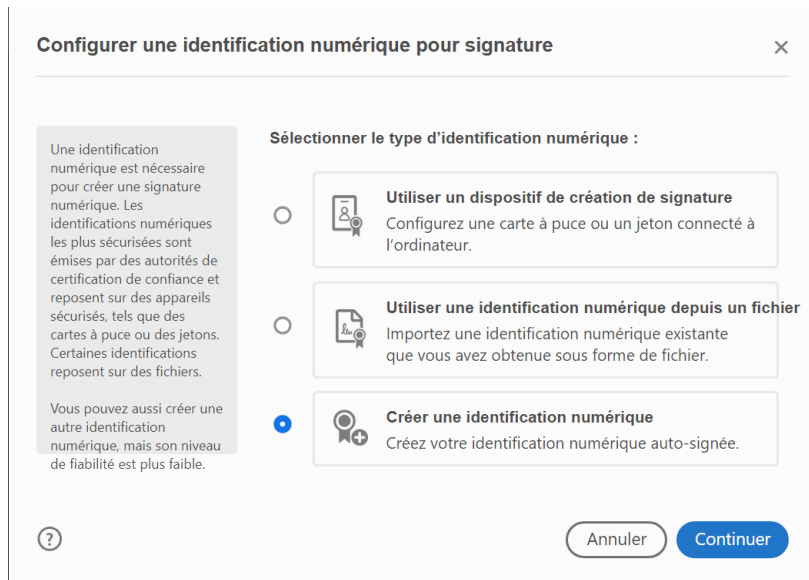 Configurer une identification numérique pour signature
Une identification
numérique est nécessaire
pour créer une signature
numérique. Les
identifications numériques
les plus sécurisées sont
émises par des autorités de
certification de confiance et
reposent sur des appareils
sécurisés, tels que des
cartes à puce ou des jetons.
Certaines identifications
reposent sur des fichiers.
Vous pouvez aussi créer une
autre identification
numérique, mais son niveau
de fiabilité est plus faible.
Sélectionner le type d’identification numérique :
Utiliser un dispositif de création de signature
Configurez une carte à puce ou un jeton connecté à
l’ordinateur.
Utiliser une identification numérique depuis un fichier
Importez une identification numérique existante
que vous avez obtenue sous forme de fichier.
Créer une identification numérique
Créez votre identification numérique auto-signée.
?
Annuler
Continuer